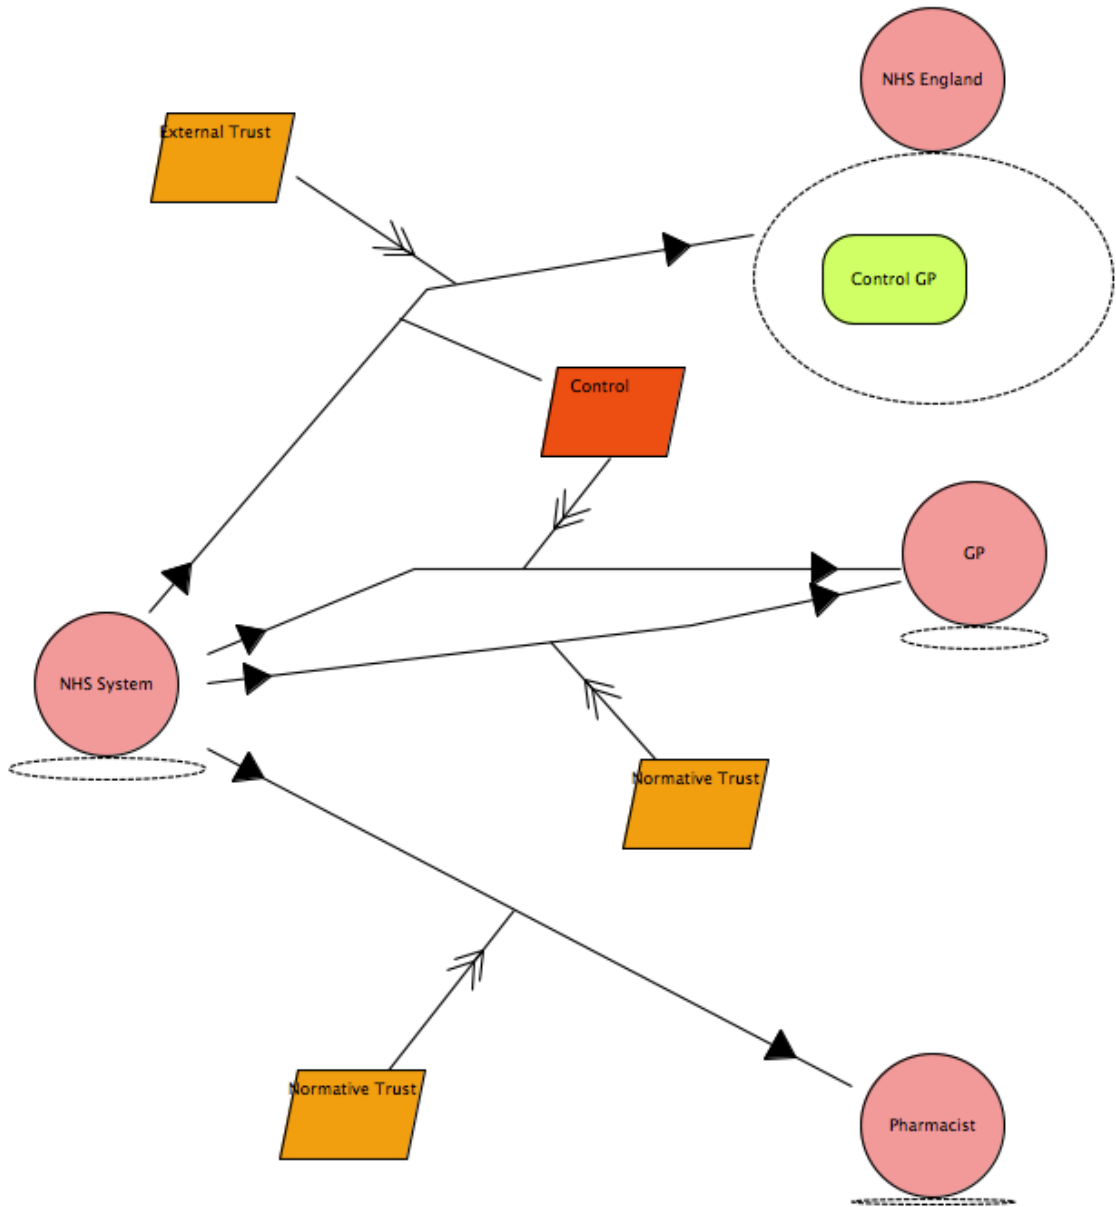 NHS England
External Trust
Control GP
Control
GP
NHS System
Normative Trust
Normative Trust
Pharmacist